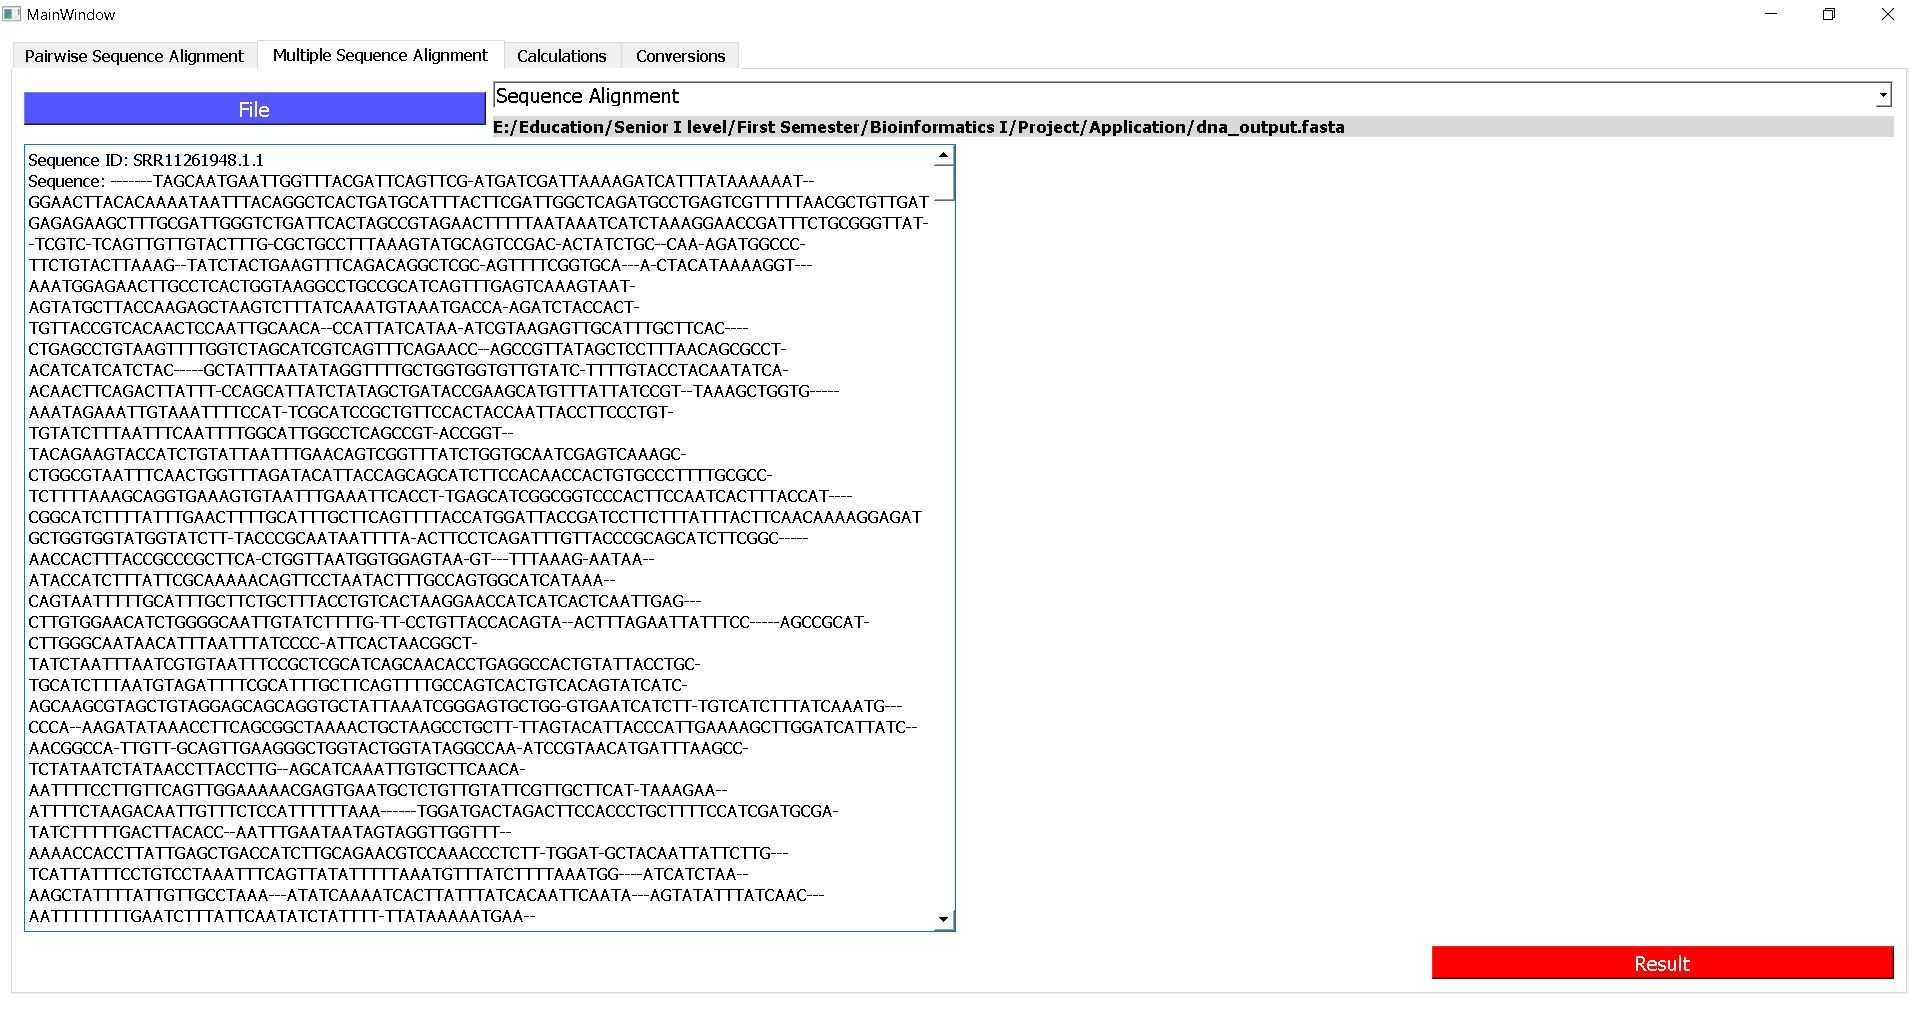 MainWindow
Pairwise Sequence Alignment
Multiple Sequence Alignment
Calculations
Conversions
File
Sequence Alignment
E:/Education/Senior I level/First Semester/Bioinformatics I/Project/Application/dna_output.fasta
Sequence ID: SRR11261948.1.1
Sequence: -------TAGCAATGAATTGGTTTACGATTCAGTTCG-ATGATCGATTAAAAGATCATTTATAAAAAAT--
GGAACTTACACAAAATAATTTACAGGCTCACTGATGCATTTACTTCGATTGGCTCAGATGCCTGAGTCGTTTTTAACGCTGTTGAT
GAGAGAAGCTTTGCGATTGGGTCTGATTCACTAGCCGTAGAACTTTTTAATAAATCATCTAAAGGAACCGATTTCTGCGGGTTAT-
-TCGTC-TCAGTTGTTGTACTTTG-CGCTGCCTTTAAAGTATGCAGTCCGAC-ACTATCTGC--CAA-AGATGGCCC-
TTCTGTACTTAAAG--TATCTACTGAAGTTTCAGACAGGCTCGC-AGTTTTCGGTGCA---A-CTACATAAAAGGT---
AAATGGAGAACTTGCCTCACTGGTAAGGCCTGCCGCATCAGTTTGAGTCAAAGTAAT-
AGTATGCTTACCAAGAGCTAAGTCTTTATCAAATGTAAATGACCA-AGATCTACCACT-
TGTTACCGTCACAACTCCAATTGCAACA--CCATTATCATAA-ATCGTAAGAGTTGCATTTGCTTCAC----
CTGAGCCTGTAAGTTTTGGTCTAGCATCGTCAGTTTCAGAACC--AGCCGTTATAGCTCCTTTAACAGCGCCT-
ACATCATCATCTAC-----GCTATTTAATATAGGTTTTGCTGGTGGTGTTGTATC-TTTTGTACCTACAATATCA-
ACAACTTCAGACTTATTT-CCAGCATTATCTATAGCTGATACCGAAGCATGTTTATTATCCGT--TAAAGCTGGTG-----
AAATAGAAATTGTAAATTTTCCAT-TCGCATCCGCTGTTCCACTACCAATTACCTTCCCTGT-
TGTATCTTTAATTTCAATTTTGGCATTGGCCTCAGCCGT-ACCGGT--
TACAGAAGTACCATCTGTATTAATTTGAACAGTCGGTTTATCTGGTGCAATCGAGTCAAAGC-
CTGGCGTAATTTCAACTGGTTTAGATACATTACCAGCAGCATCTTCCACAACCACTGTGCCCTTTTGCGCC-
TCTTTTAAAGCAGGTGAAAGTGTAATTTGAAATTCACCT-TGAGCATCGGCGGTCCCACTTCCAATCACTTTACCAT----
CGGCATCTTTTATTTGAACTTTTGCATTTGCTTCAGTTTTACCATGGATTACCGATCCTTCTTTATTTACTTCAACAAAAGGAGAT
GCTGGTGGTATGGTATCTT-TACCCGCAATAATTTTA-ACTTCCTCAGATTTGTTACCCGCAGCATCTTCGGC-----
AACCACTTTACCGCCCGCTTCA-CTGGTTAATGGTGGAGTAA-GT---TTTAAAG-AATAA--
ATACCATCTTTATTCGCAAAAACAGTTCCTAATACTTTGCCAGTGGCATCATAAA--
CAGTAATTTTTGCATTTGCTTCTGCTTTACCTGTCACTAAGGAACCATCATCACTCAATTGAG---
CTTGTGGAACATCTGGGGCAATTGTATCTTTTG-TT-CCTGTTACCACAGTA--ACTTTAGAATTATTTCC-----AGCCGCAT-
CTTGGGCAATAACATTTAATTTATCCCC-ATTCACTAACGGCT-
TATCTAATTTAATCGTGTAATTTCCGCTCGCATCAGCAACACCTGAGGCCACTGTATTACCTGC-
TGCATCTTTAATGTAGATTTTCGCATTTGCTTCAGTTTTGCCAGTCACTGTCACAGTATCATC-
AGCAAGCGTAGCTGTAGGAGCAGCAGGTGCTATTAAATCGGGAGTGCTGG-GTGAATCATCTT-TGTCATCTTTATCAAATG---
CCCA--AAGATATAAACCTTCAGCGGCTAAAACTGCTAAGCCTGCTT-TTAGTACATTACCCATTGAAAAGCTTGGATCATTATC--
AACGGCCA-TTGTT-GCAGTTGAAGGGCTGGTACTGGTATAGGCCAA-ATCCGTAACATGATTTAAGCC-
TCTATAATCTATAACCTTACCTTG--AGCATCAAATTGTGCTTCAACA-
AATTTTCCTTGTTCAGTTGGAAAAACGAGTGAATGCTCTGTTGTATTCGTTGCTTCAT-TAAAGAA--
ATTTTCTAAGACAATTGTTTCTCCATTTTTTAAA------TGGATGACTAGACTTCCACCCTGCTTTTCCATCGATGCGA-
TATCTTTTTGACTTACACC--AATTTGAATAATAGTAGGTTGGTTT--
AAAACCACCTTATTGAGCTGACCATCTTGCAGAACGTCCAAACCCTCTT-TGGAT-GCTACAATTATTCTTG---
TCATTATTTCCTGTCCTAAATTTCAGTTATATTTTTAAATGTTTATCTTTTAAATGG----ATCATCTAA--
AAGCTATTTTATTGTTGCCTAAA---ATATCAAAATCACTTATTTATCACAATTCAATA---AGTATATTTATCAAC---
AATTTTTTTTGAATCTTTATTCAATATCTATTTT-TTATAAAAATGAA--
Result